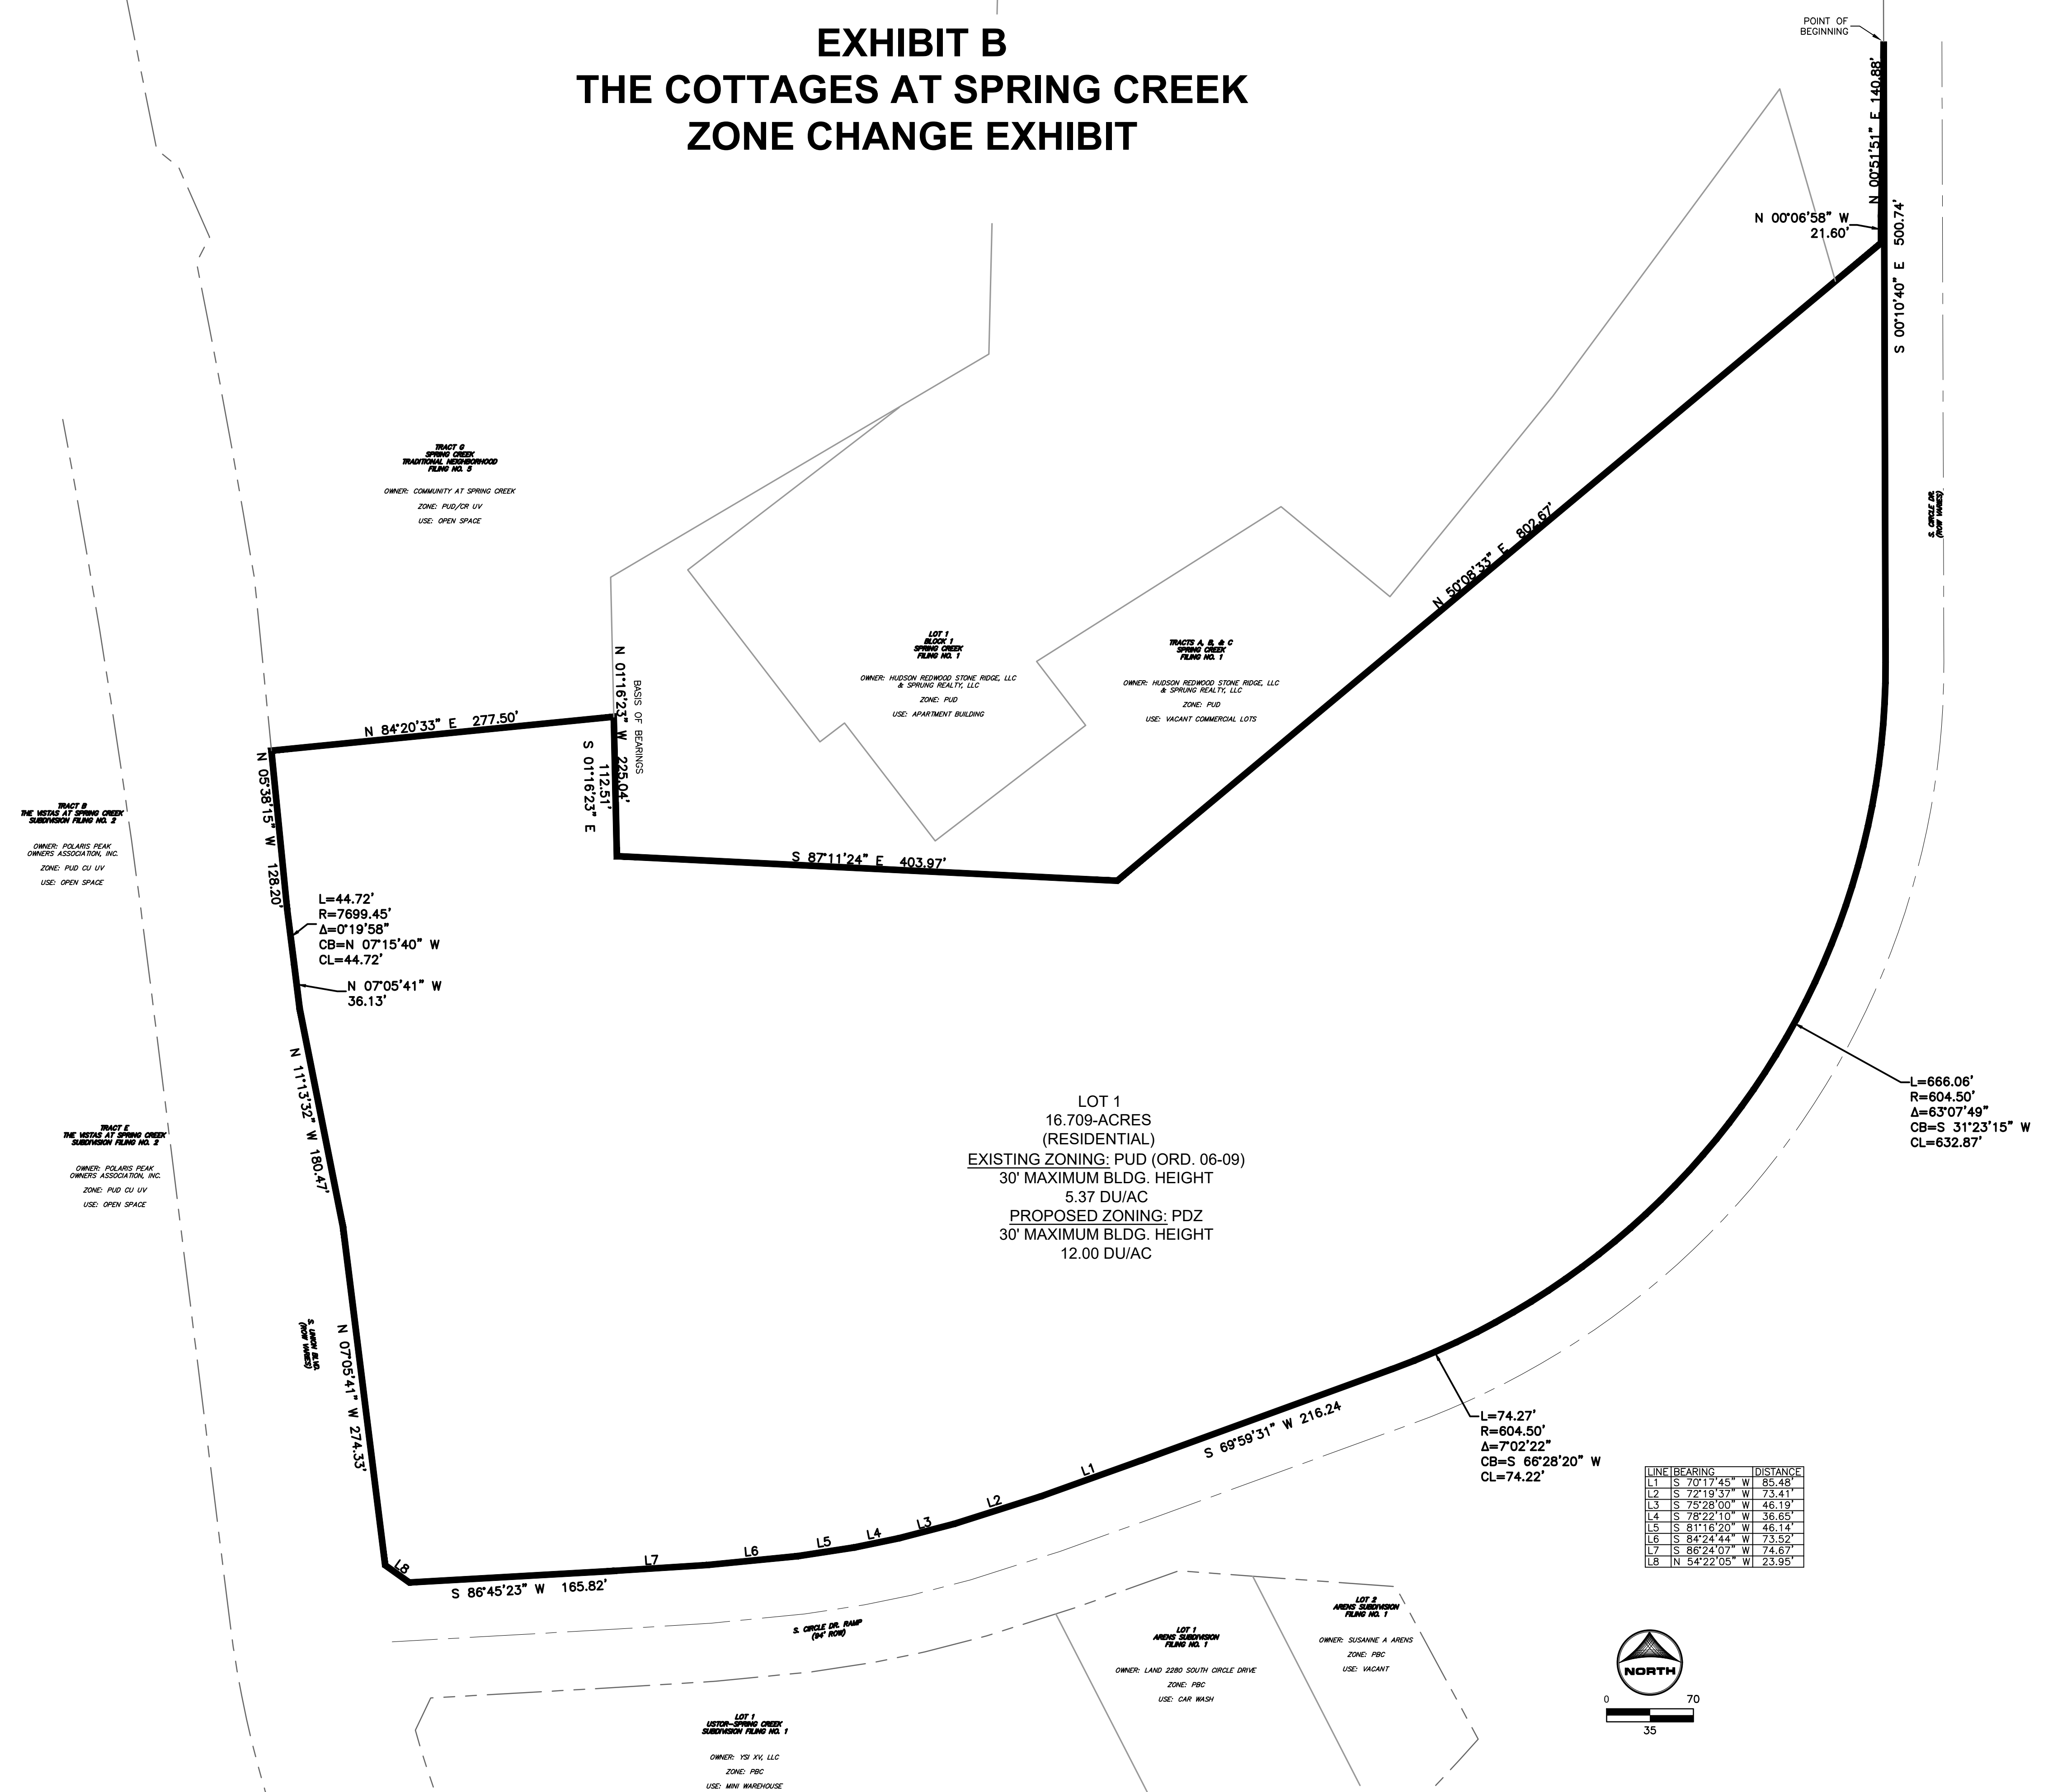 EXHIBIT B
THE COTTAGES AT SPRING CREEK
ZONE CHANGE EXHIBIT
POINT OF
BEGINNING
N 00°51'51" E 140.88'
N 00°06'58" W
21.60'
S 00°10'40" E 500.74'
S. CIRCLE DR.
(ROW VARIES)
TRACT G
SPRING CREEK
TRADITIONAL NEIGHBORHOOD
FILING NO. 5
OWNER: COMMUNITY AT SPRING CREEK
ZONE: PUD/CR UV
USE: OPEN SPACE
N 50°08'33" E 802.67'
LOT 1
BLOCK 1
SPRING CREEK
FILING NO. 1
OWNER: HUDSON REDWOOD STONE RIDGE, LLC
& SPRUNG REALTY, LLC
ZONE: PUD
USE: APARTMENT BUILDING
TRACTS A, B, & C
SPRING CREEK
FILING NO. 1
OWNER: HUDSON REDWOOD STONE RIDGE, LLC
& SPRUNG REALTY, LLC
ZONE: PUD
USE: VACANT COMMERCIAL LOTS
N 01°16'23" W 225.04'
BASIS OF BEARINGS
N 84°20'33" E 277.50'
112.51'
S 01°16'23" E
S 87°11'24" E 403.97'
N 05°38'15" W 128.20'
TRACT B
THE VISTAS AT SPRING CREEK
SUBDIVISION FILING NO. 2
OWNER: POLARIS PEAK
OWNERS ASSOCIATION, INC.
ZONE: PUD CU UV
USE: OPEN SPACE
L=44.72'
R=7699.45'
Δ=0°19'58"
CB=N 07°15'40" W
CL=44.72'
N 07°05'41" W
36.13'
N 11°13'32" W 180.47'
TRACT E
THE VISTAS AT SPRING CREEK
SUBDIVISION FILING NO. 2
OWNER: POLARIS PEAK
OWNERS ASSOCIATION, INC.
ZONE: PUD CU UV
USE: OPEN SPACE
LOT 1
16.709-ACRES
(RESIDENTIAL)
EXISTING ZONING: PUD (ORD. 06-09)
30' MAXIMUM BLDG. HEIGHT
5.37 DU/AC
PROPOSED ZONING: PDZ
30' MAXIMUM BLDG. HEIGHT
12.00 DU/AC
L=666.06'
R=604.50'
Δ=63°07'49"
CB=S 31°23'15" W
CL=632.87'
S. UNION BLVD.
(ROW VARIES)
N 07°05'41" W 274.33'
S 69°59'31" W 216.24
L=74.27'
R=604.50'
Δ=7°02'22"
CB=S 66°28'20" W
CL=74.22'
L1
L2
L3
L4
L5
L6
L7
L8
S 86°45'23" W 165.82'
LINE BEARING DISTANCE
L1 S 70°17'45" W 85.48'
L2 S 72°19'37" W 73.41'
L3 S 75°28'00" W 46.19'
L4 S 78°22'10" W 36.65'
L5 S 81°16'20" W 46.14'
L6 S 84°24'44" W 73.52'
L7 S 86°24'07" W 74.67'
L8 N 54°22'05" W 23.95'
S. CIRCLE DR. RAMP
(94' ROW)
LOT 1
ARENS SUBDIVISION
FILING NO. 1
OWNER: LAND 2280 SOUTH CIRCLE DRIVE
ZONE: PBC
USE: CAR WASH
LOT 2
ARENS SUBDIVISION
FILING NO. 1
OWNER: SUSANNE A ARENS
ZONE: PBC
USE: VACANT
LOT 1
USTOR-SPRING CREEK
SUBDIVISION FILING NO. 1
OWNER: YSI XV, LLC
ZONE: PBC
USE: MINI WAREHOUSE
NORTH
0 70
35